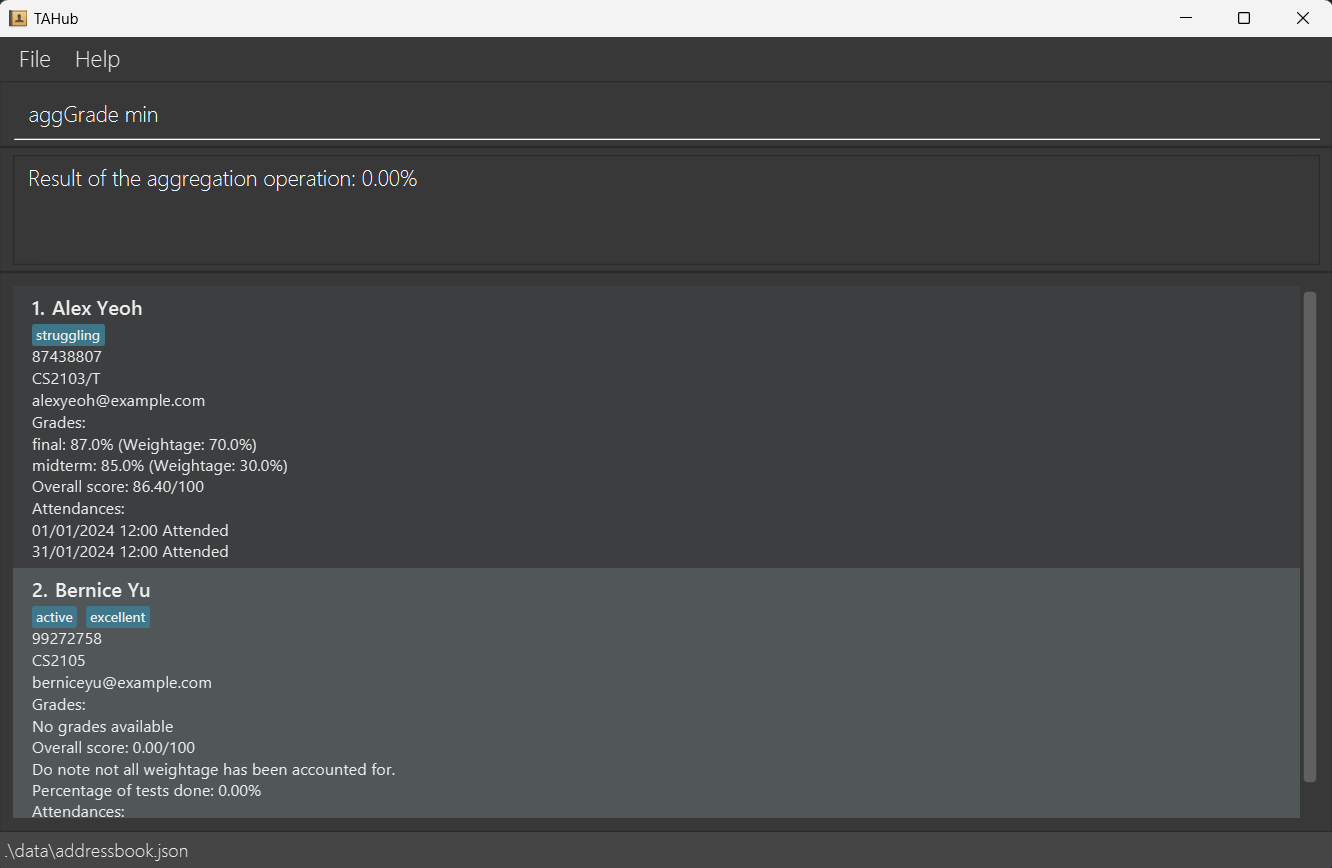 TAHub
File Help
aggGrade min
Result of the aggregation operation: 0.00%
1. Alex Yeoh
struggling
87438807
CS2103/T
alexyeoh@example.com
Grades:
final: 87.0% (Weightage: 70.0%)
midterm: 85.0% (Weightage: 30.0%)
Overall score: 86.40/100
Attendances:
01/01/2024 12:00 Attended
31/01/2024 12:00 Attended
2. Bernice Yu
active excellent
99272758
CS2105
berniceyu@example.com
Grades:
No grades available
Overall score: 0.00/100
Do note not all weightage has been accounted for.
Percentage of tests done: 0.00%
Attendances:
.\data\addressbook.json